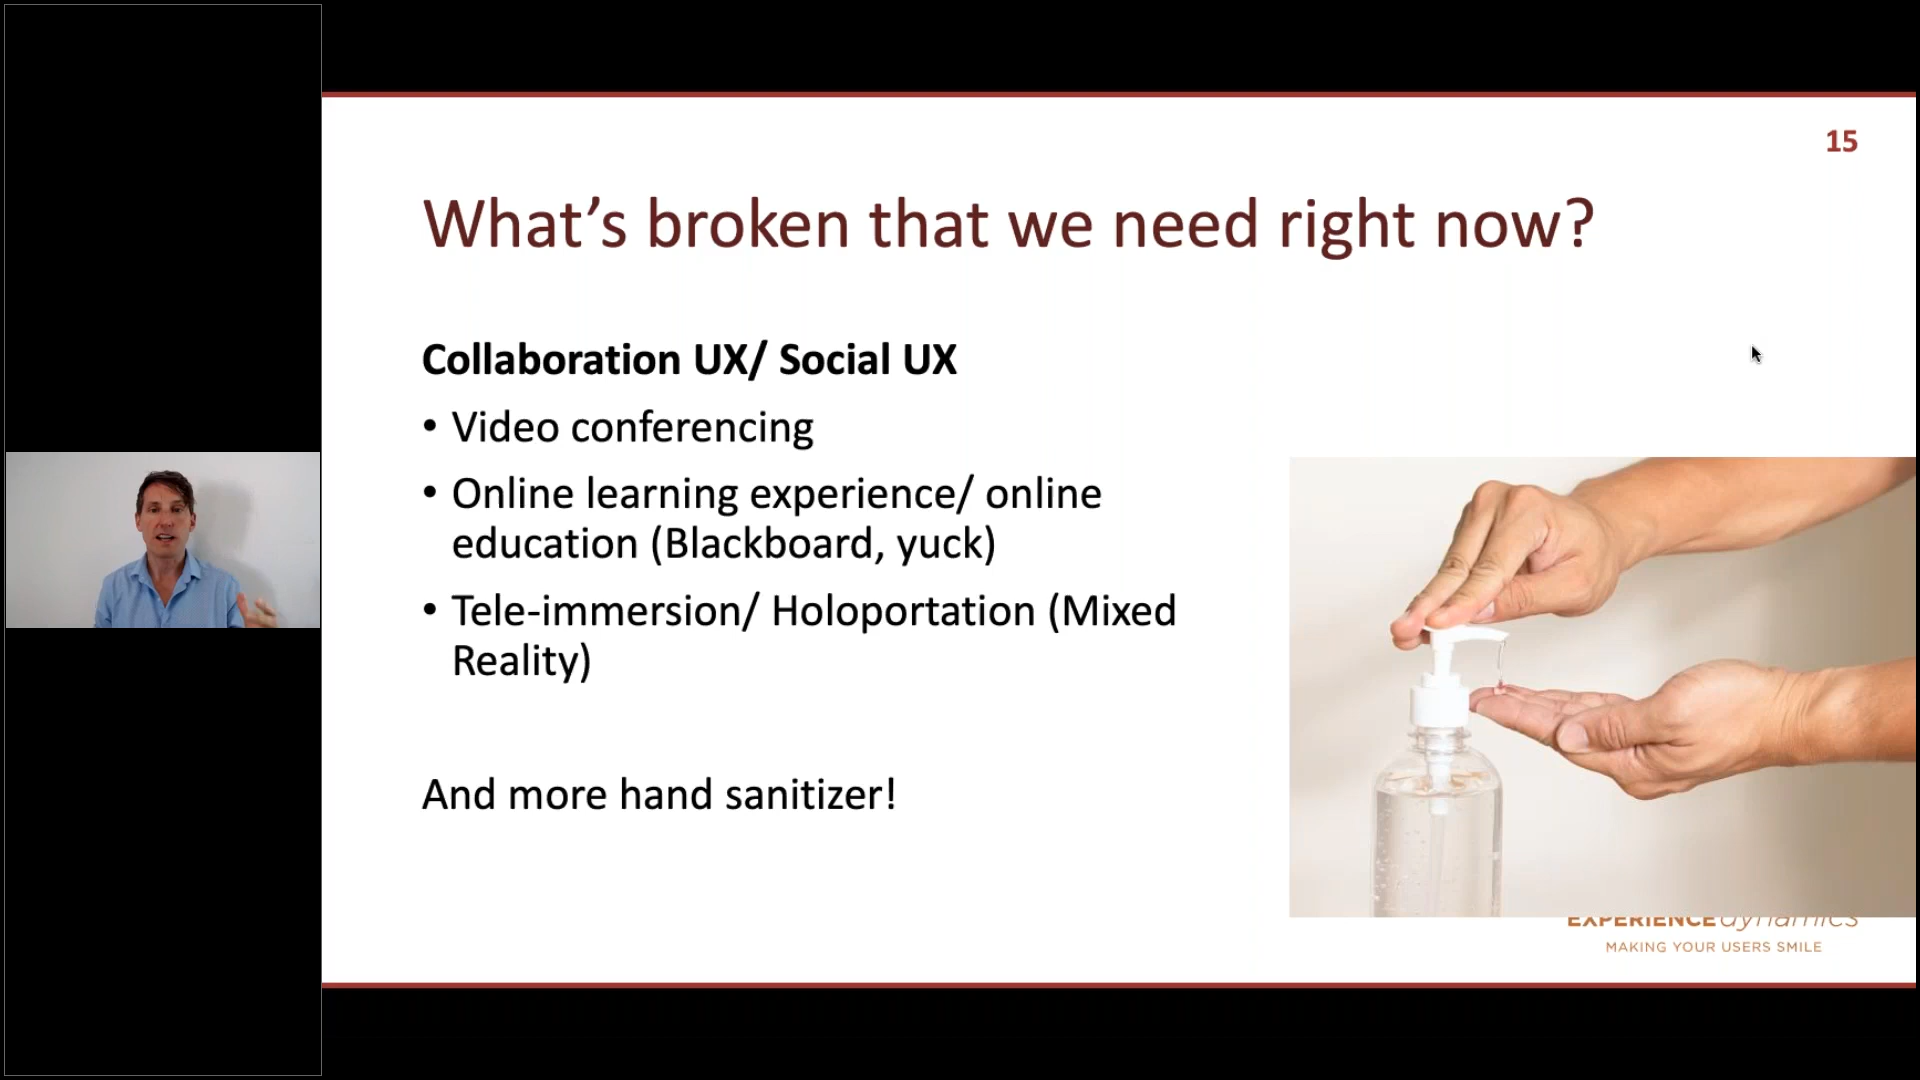 15
What’s broken that we need right now?
Collaboration UX/ Social UX
• Video conferencing
• Online learning experience/ online
education (Blackboard, yuck)
• Tele-immersion/ Holoportation (Mixed
Reality)
And more hand sanitizer!
EXPERIENCEdynamics
MAKING YOUR USERS SMILE